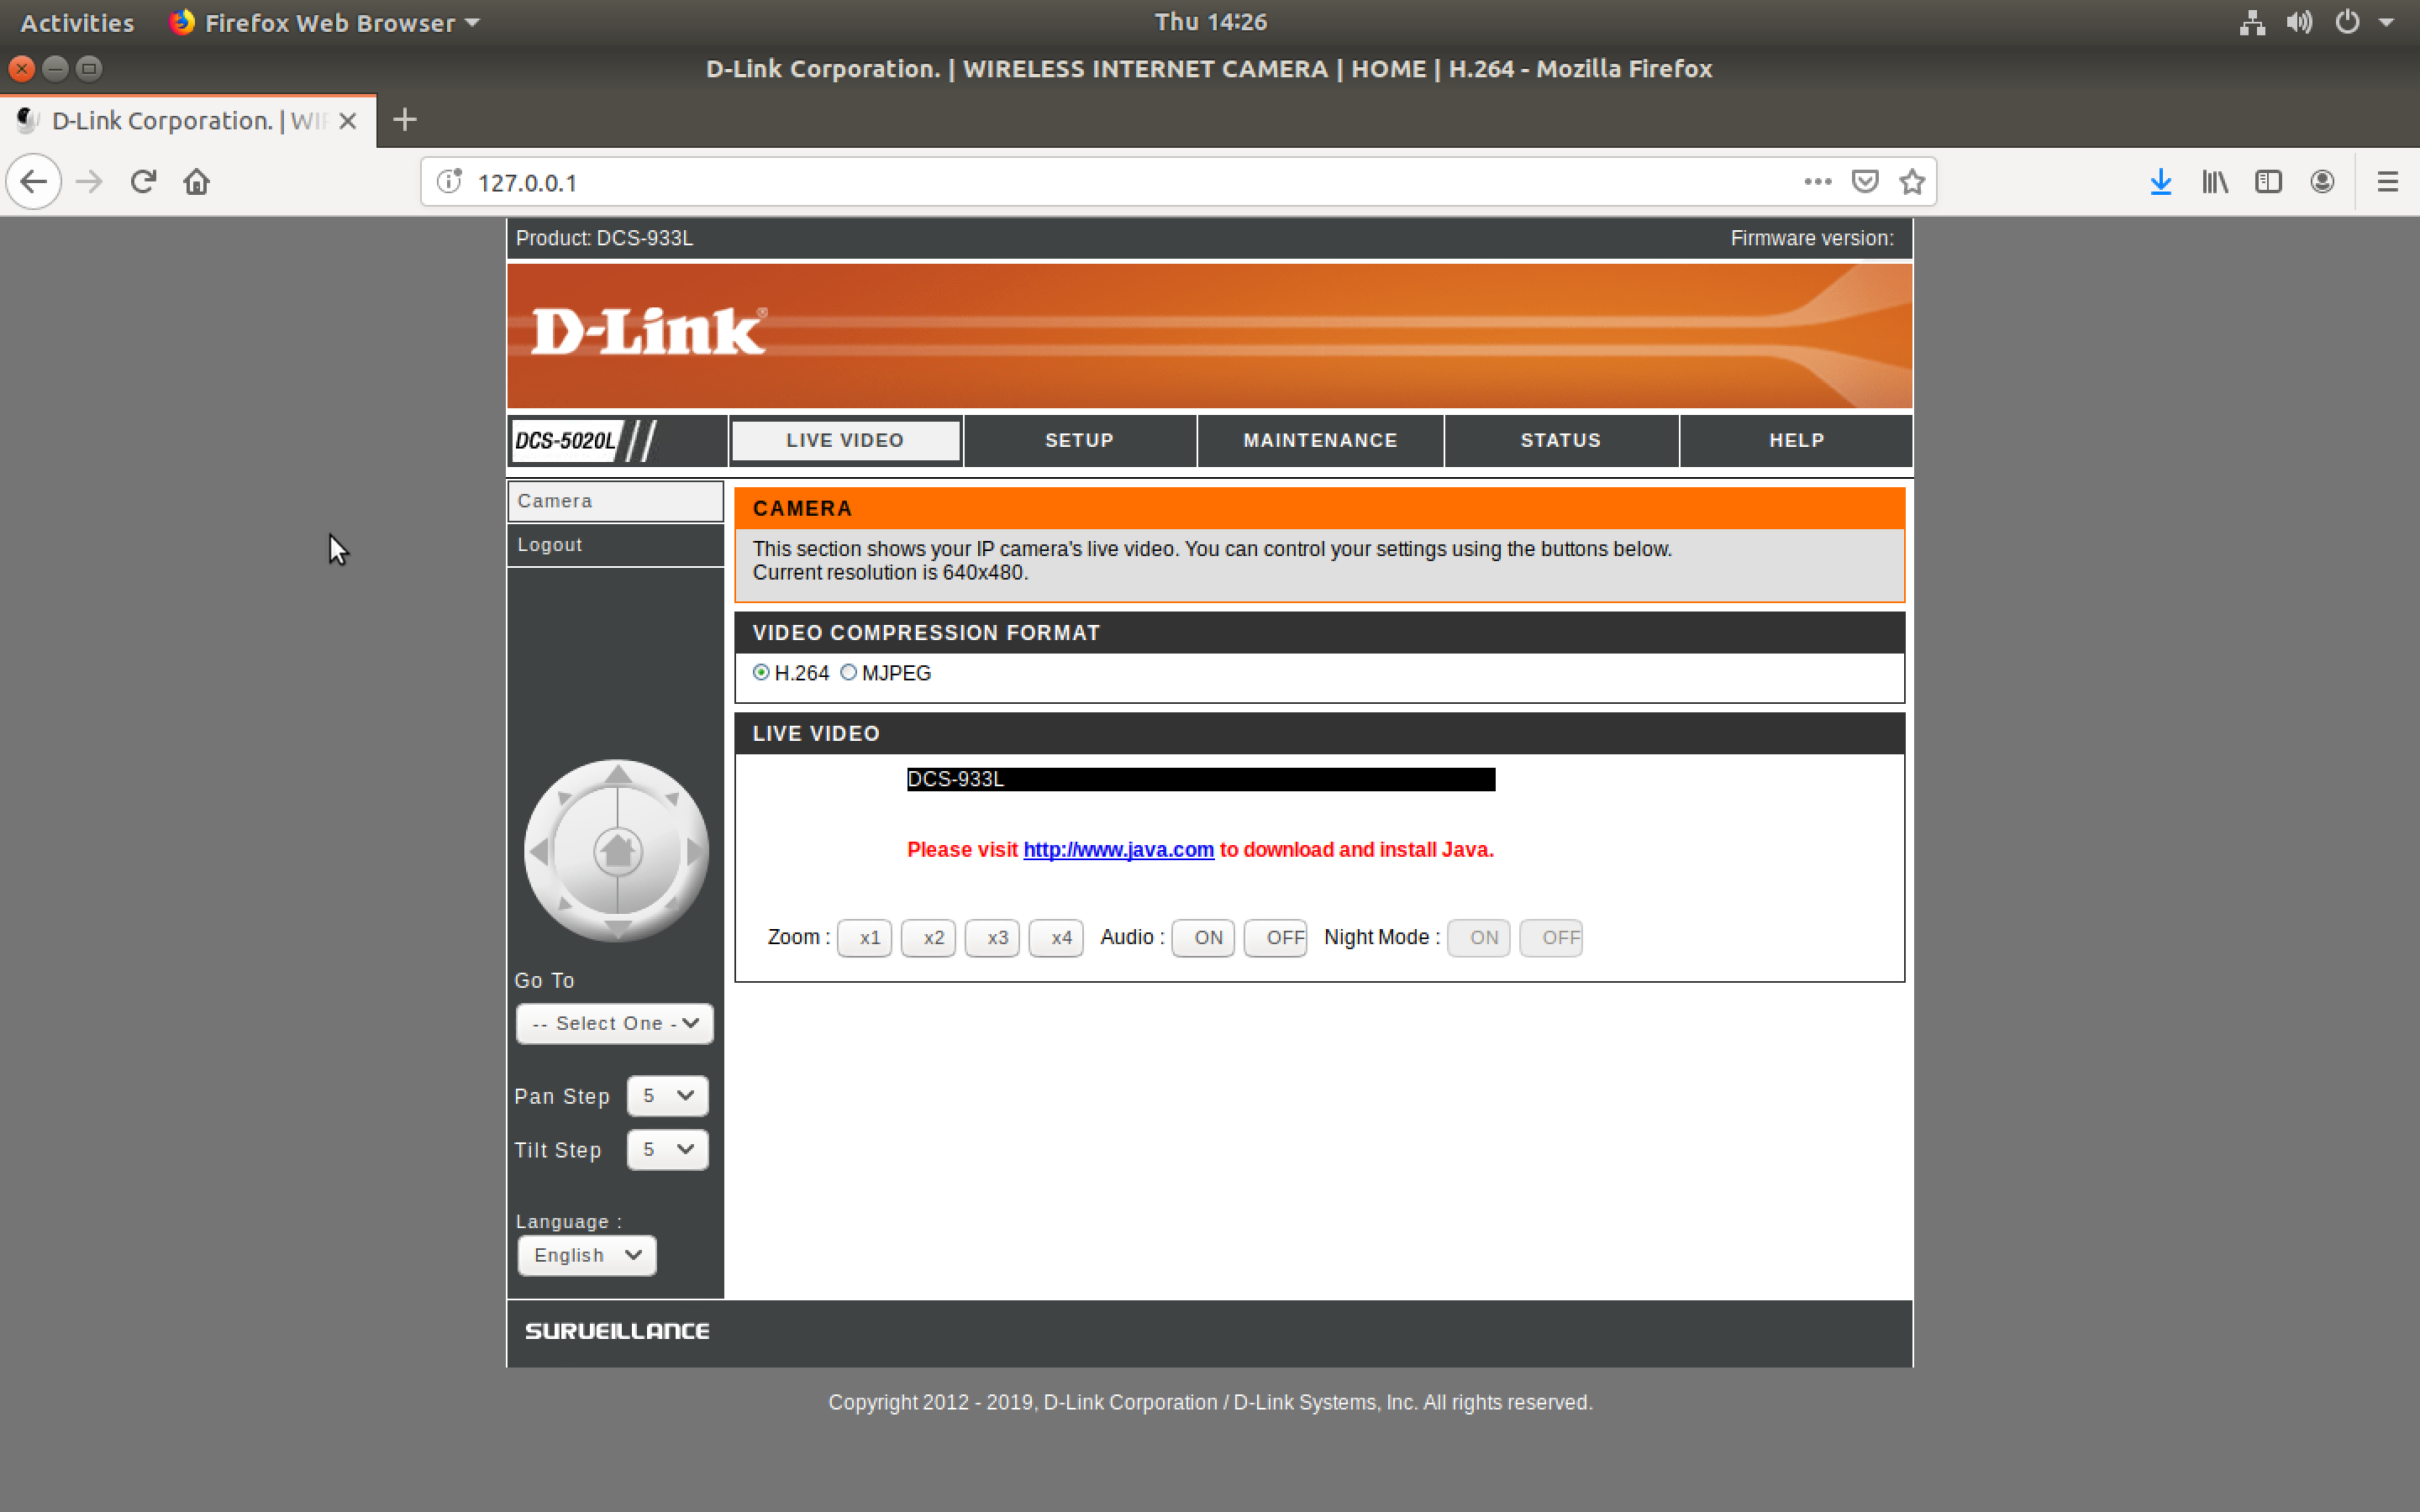 Activities Firefox Web Browser Thu 14:26
D-Link Corporation. | WIRELESS INTERNET CAMERA | HOME | H.264 - Mozilla Firefox
D-Link Corporation. | WI
127.0.0.1
Product: DCS-933L Firmware version:
D-Link®
DCS-5020L LIVE VIDEO SETUP MAINTENANCE STATUS HELP
Camera
Logout
CAMERA
This section shows your IP camera's live video. You can control your settings using the buttons below.
Current resolution is 640x480.
VIDEO COMPRESSION FORMAT
H.264 MJPEG
LIVE VIDEO
DCS-933L
Please visit http://www.java.com to download and install Java.
Zoom : x1 x2 x3 x4 Audio : ON OFF Night Mode : ON OFF
Go To
-- Select One -
Pan Step 5
Tilt Step 5
Language :
English
SURVEILLANCE
Copyright 2012 - 2019, D-Link Corporation / D-Link Systems, Inc. All rights reserved.